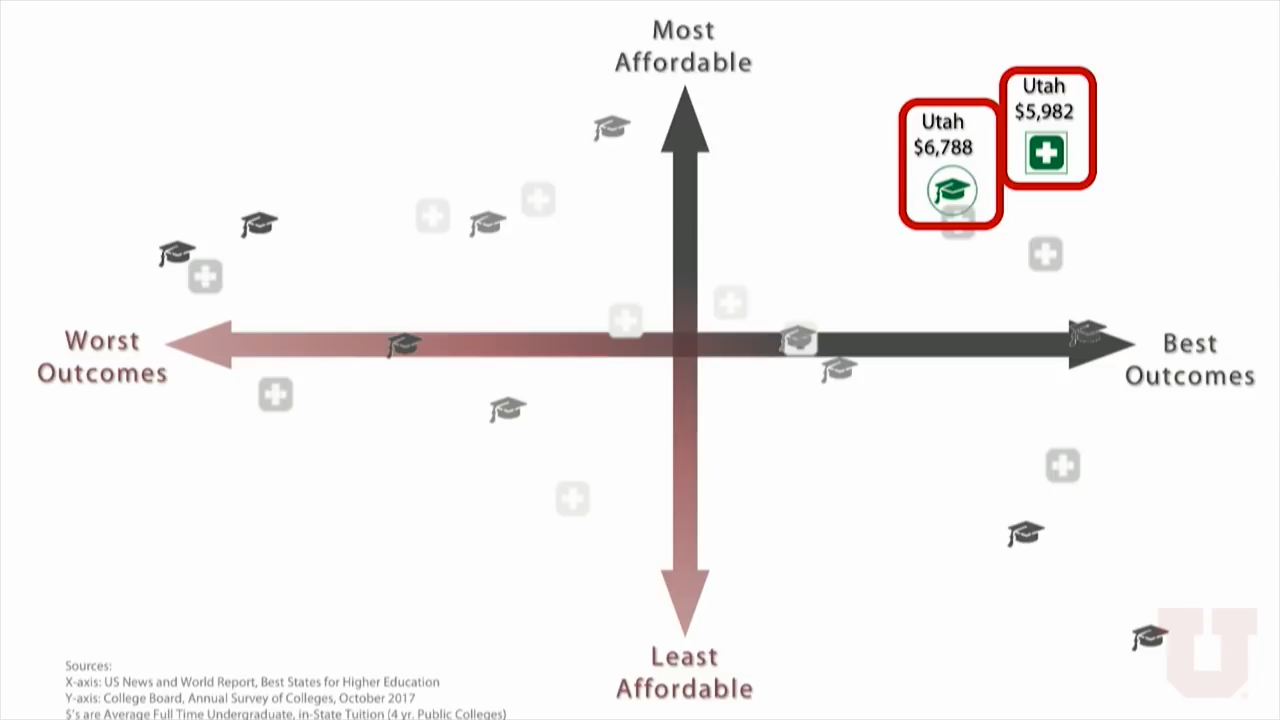 Most
Affordable
Utah
$5,982
Utah
$6,788
Worst
Outcomes
Best
Outcomes
Least
Affordable
Sources:
X-axis: US News and World Report, Best States for Higher Education
Y-axis: College Board, Annual Survey of Colleges, October 2017
$'s are Average Full Time Undergraduate, in-State Tuition (4 yr. Public Colleges)
U